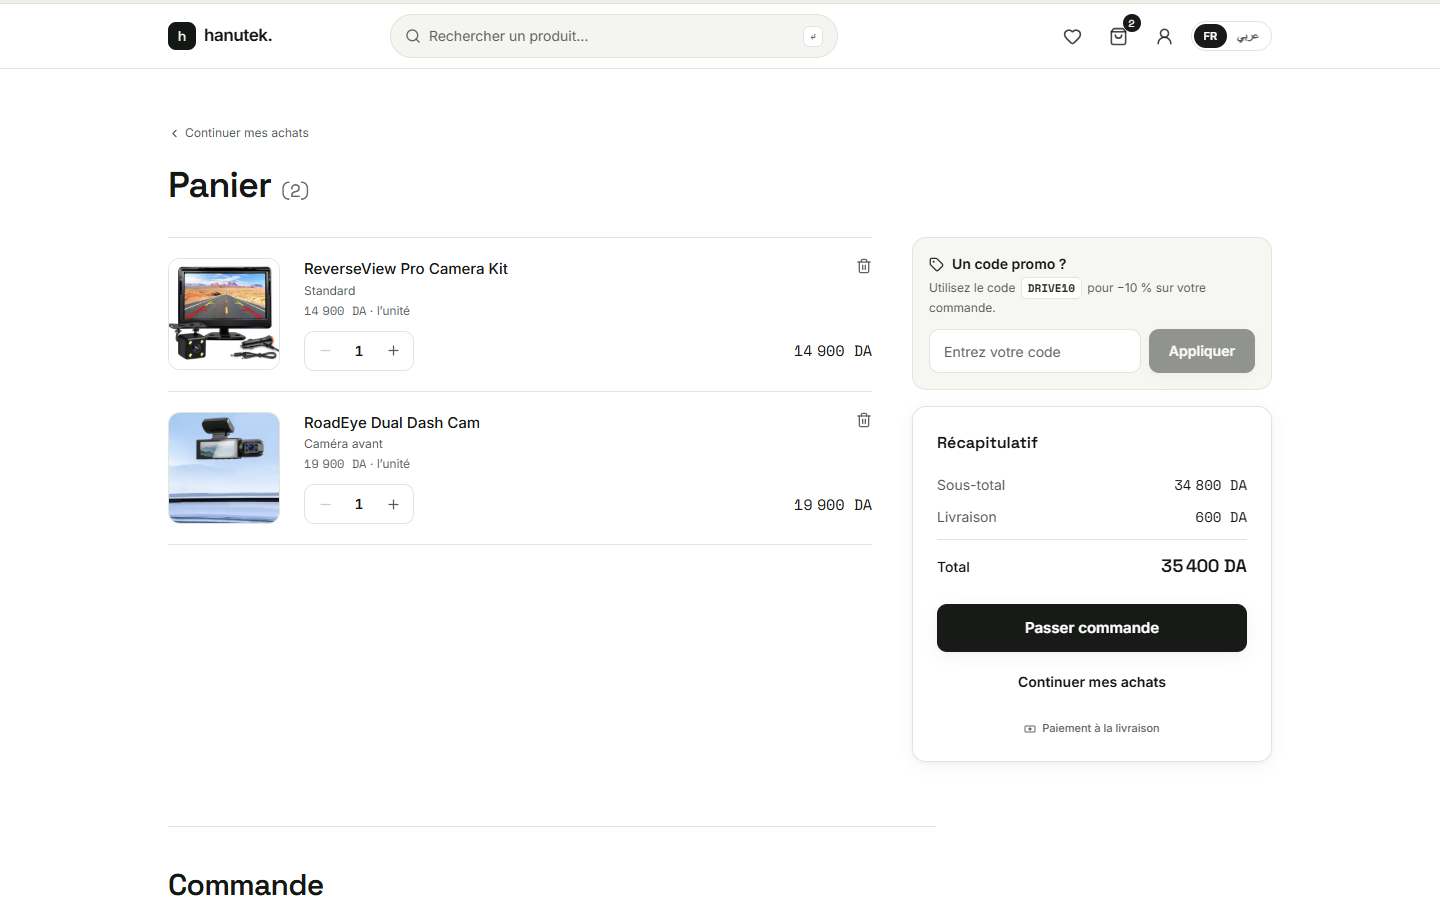 h hanutek.
Rechercher un produit...
2
FR عربي
Continuer mes achats
Panier (2)
ReverseView Pro Camera Kit
Standard
14 900 DA · l'unité
1
14 900 DA
RoadEye Dual Dash Cam
Caméra avant
19 900 DA · l'unité
1
19 900 DA
Un code promo ?
Utilisez le code DRIVE10 pour −10 % sur votre
commande.
Entrez votre code
Appliquer
Récapitulatif
Sous-total 34 800 DA
Livraison 600 DA
Total 35 400 DA
Passer commande
Continuer mes achats
Paiement à la livraison
Commande